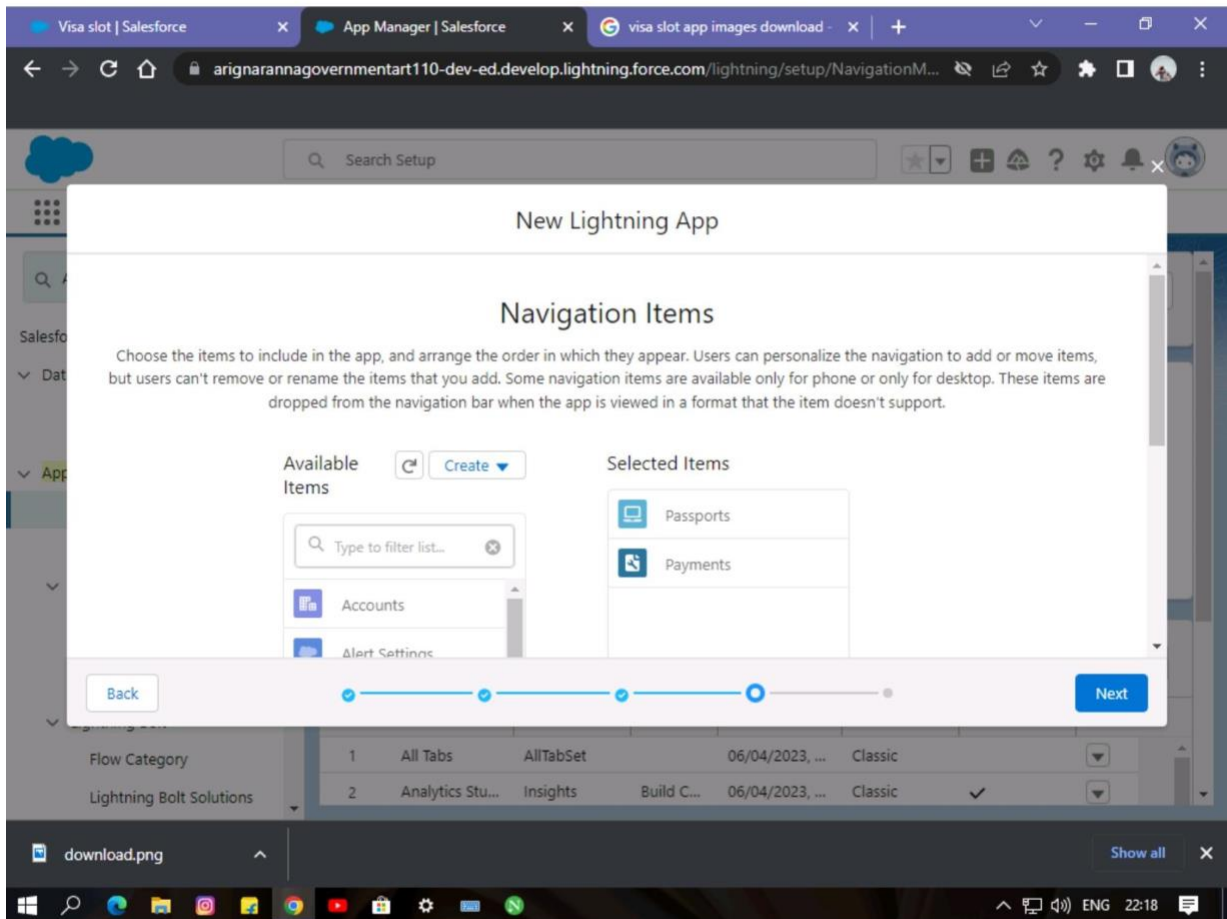 Visa slot | Salesforce
App Manager | Salesforce
visa slot app images download -
arignarannagovernmentart110-dev-ed.develop.lightning.force.com/lightning/setup/NavigationM...
Search Setup
New Lightning App
Salesfo
Dat
App
Navigation Items
Choose the items to include in the app, and arrange the order in which they appear. Users can personalize the navigation to add or move items,
but users can't remove or rename the items that you add. Some navigation items are available only for phone or only for desktop. These items are
dropped from the navigation bar when the app is viewed in a format that the item doesn't support.
Available
Items
Create
Selected Items
Type to filter list...
Passports
Payments
Accounts
Alert Settings
Back
Next
Flow Category
Lightning Bolt Solutions
1 All Tabs AllTabSet 06/04/2023, ... Classic
2 Analytics Stu... Insights Build C... 06/04/2023, ... Classic
download.png
Show all
ENG 22:18